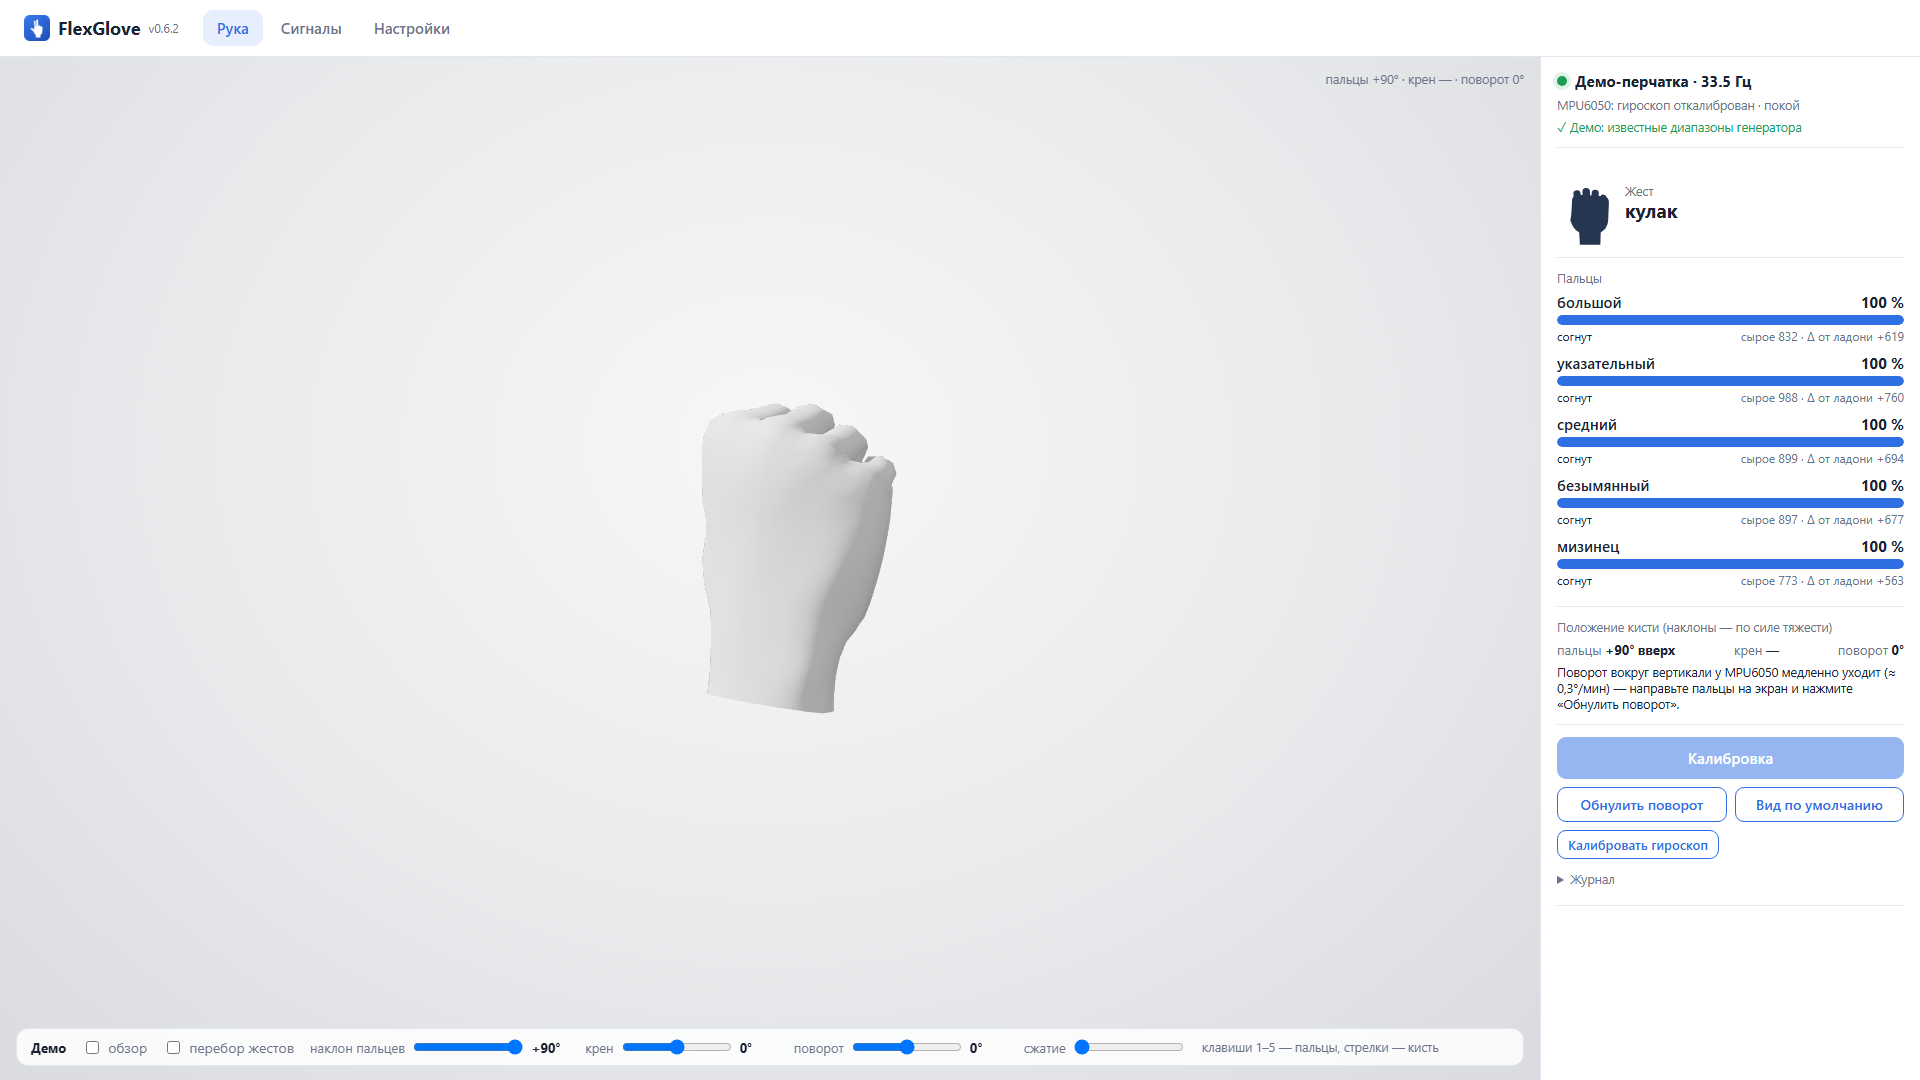 FlexGlove v0.6.2 Рука Сигналы Настройки
пальцы +90° · крен — · поворот 0°
Демо-перчатка · 33.5 Гц
MPU6050: гироскоп откалиброван · покой
✓ Демо: известные диапазоны генератора
Жест
кулак
Пальцы
большой 100 %
согнут сырое 832 · Δ от ладони +619
указательный 100 %
согнут сырое 988 · Δ от ладони +760
средний 100 %
согнут сырое 899 · Δ от ладони +694
безымянный 100 %
согнут сырое 897 · Δ от ладони +677
мизинец 100 %
согнут сырое 773 · Δ от ладони +563
Положение кисти (наклоны — по силе тяжести)
пальцы +90° вверх крен — поворот 0°
Поворот вокруг вертикали у MPU6050 медленно уходит (≈
0,3°/мин) — направьте пальцы на экран и нажмите
«Обнулить поворот».
Калибровка
Обнулить поворот Вид по умолчанию
Калибровать гироскоп
▶ Журнал
Демо обзор перебор жестов наклон пальцев +90° крен 0° поворот 0° сжатие клавиши 1–5 — пальцы, стрелки — кисть